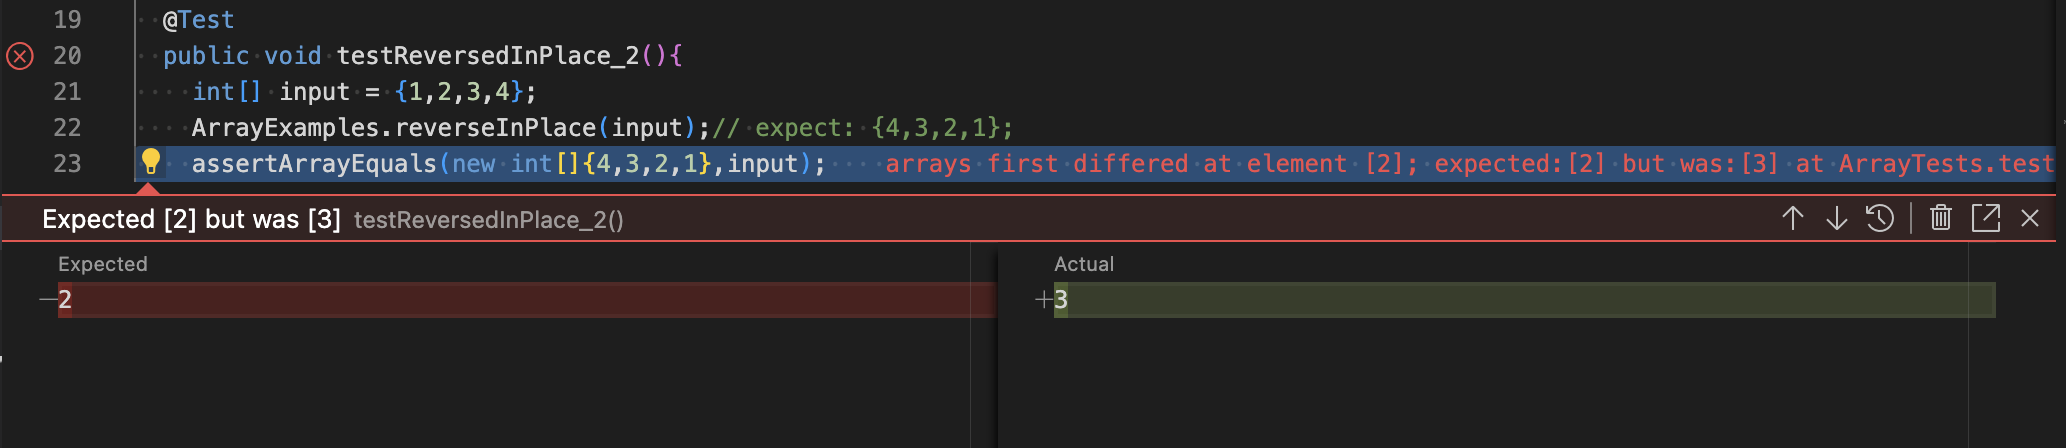 19 @Test
20 public void testReversedInPlace_2(){
21 int[] input = {1,2,3,4};
22 ArrayExamples.reverseInPlace(input);// expect: {4,3,2,1};
23 assertArrayEquals(new int[]{4,3,2,1},input); arrays first differed at element [2]; expected:[2] but was:[3] at ArrayTests.test
Expected [2] but was [3] testReversedInPlace_2()
Expected Actual
—2 +3